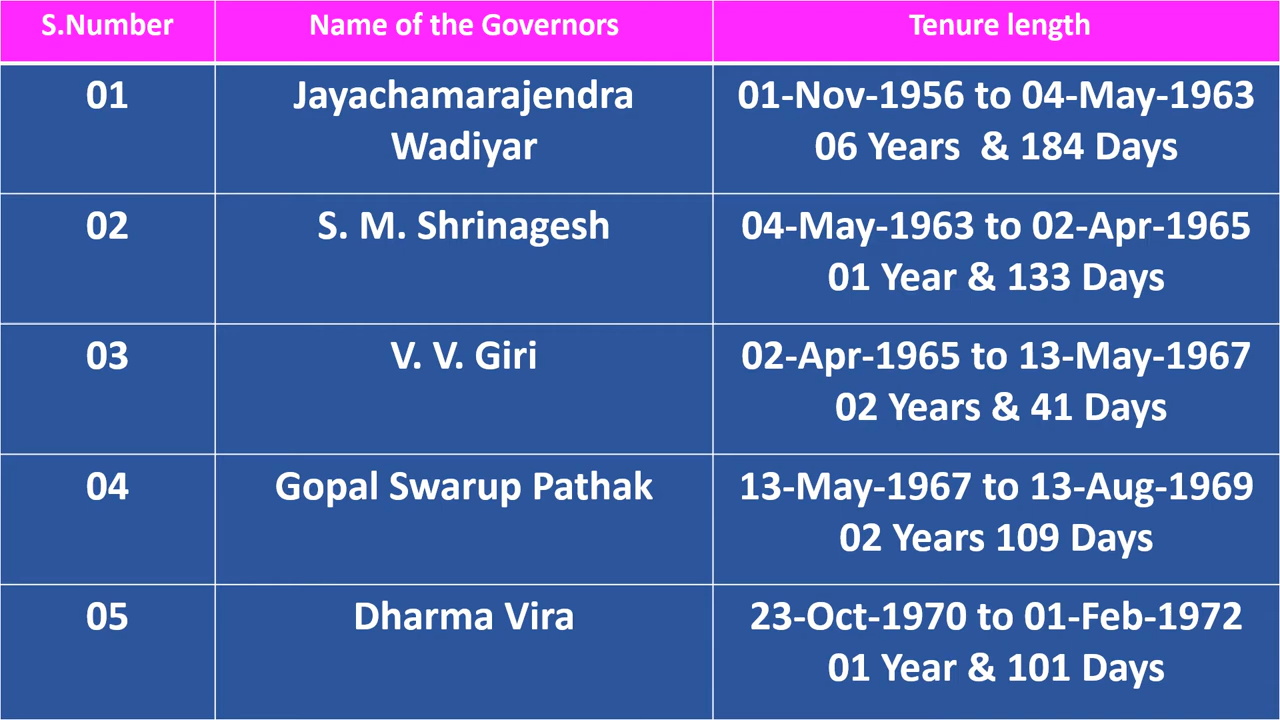 S.Number Name of the Governors Tenure length
01 Jayachamarajendra 01-Nov-1956 to 04-May-1963
Wadiyar 06 Years & 184 Days
02 S. M. Shrinagesh 04-May-1963 to 02-Apr-1965
01 Year & 133 Days
03 V. V. Giri 02-Apr-1965 to 13-May-1967
02 Years & 41 Days
04 Gopal Swarup Pathak 13-May-1967 to 13-Aug-1969
02 Years 109 Days
05 Dharma Vira 23-Oct-1970 to 01-Feb-1972
01 Year & 101 Days